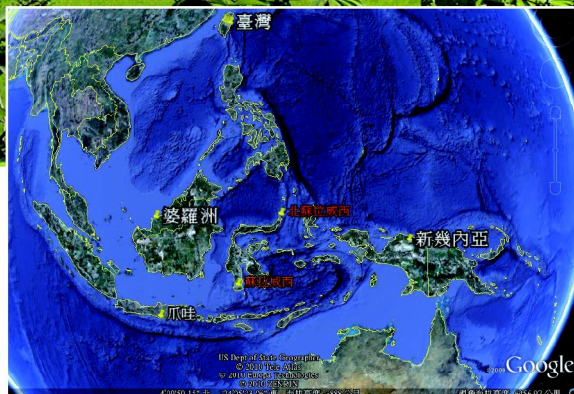 臺灣
婆羅洲
北蘇拉威西
新幾內亞
蘇拉威西
爪哇
US Dept of State Geographer
© 2010 Tele Atlas
© 2010 Europa Technologies
© 2010 ZENRIN
©2009 Google